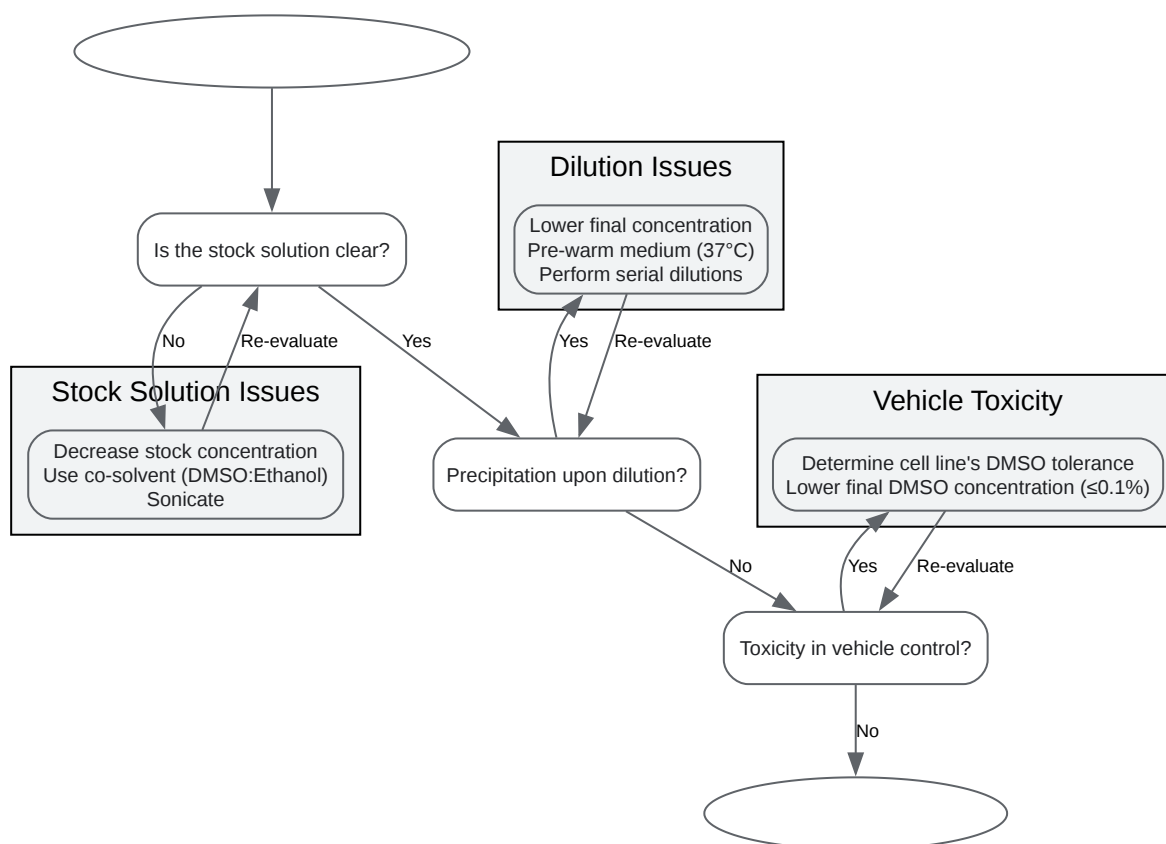 Dilution Issues
Lower final concentration
Pre-warm medium (37°C)
Perform serial dilutions
Is the stock solution clear?
No
Re-evaluate
Yes
Yes
Re-evaluate
Stock Solution Issues
Decrease stock concentration
Use co-solvent (DMSO:Ethanol)
Sonicate
Vehicle Toxicity
Determine cell line's DMSO tolerance
Lower final DMSO concentration (≤0.1%)
Precipitation upon dilution?
No
Yes
Re-evaluate
Toxicity in vehicle control?
No